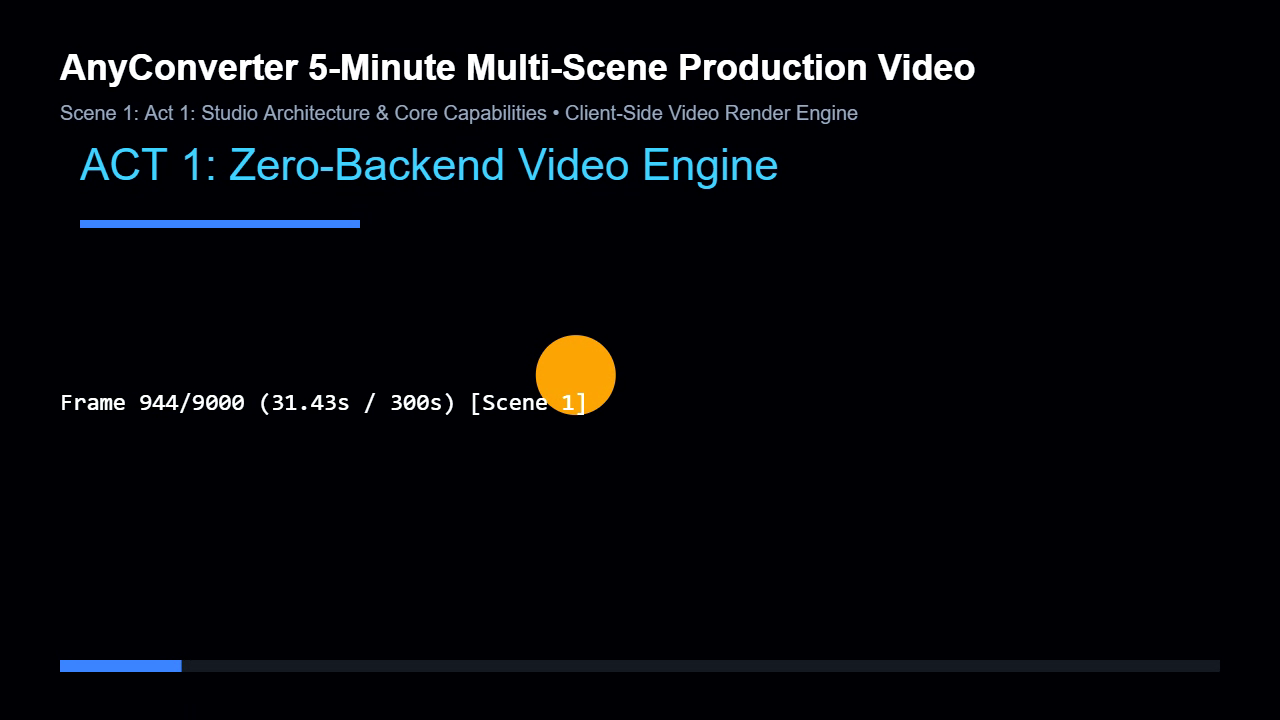 AnyConverter 5-Minute Multi-Scene Production Video
Scene 1: Act 1: Studio Architecture & Core Capabilities • Client-Side Video Render Engine
ACT 1: Zero-Backend Video Engine
Frame 944/9000 (31.43s / 300s) [Scene 1]